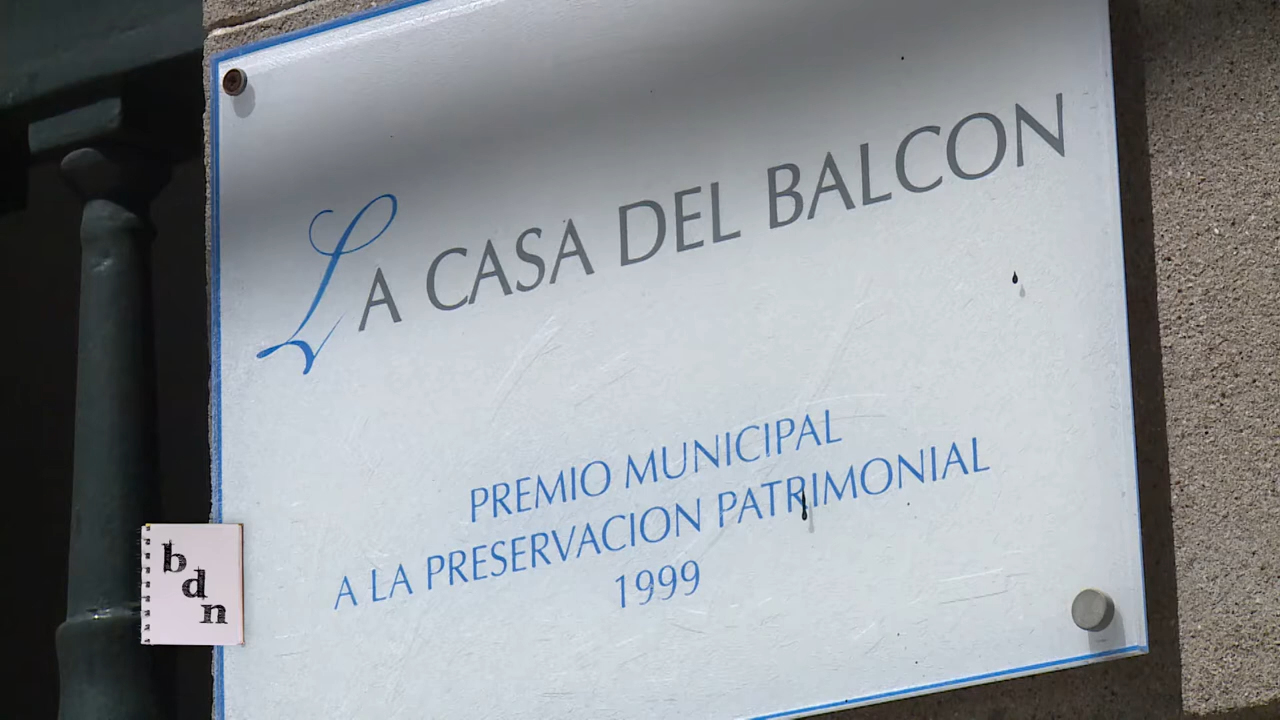 LA CASA DEL BALCON
PREMIO MUNICIPAL
A LA PRESERVACION PATRIMONIAL
1999
bdn